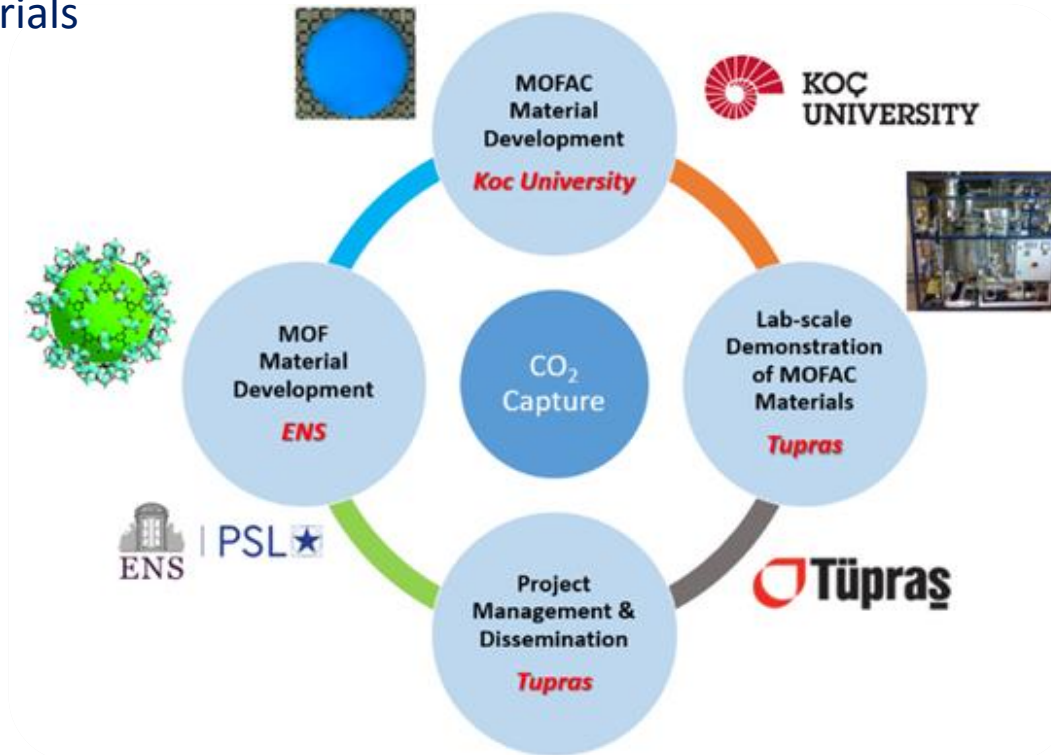 rials
MOFAC
Material
Development
Koc University
KOÇ
UNIVERSITY
MOF
Material
Development
ENS
CO₂
Capture
Lab-scale
Demonstration
of MOFAC
Materials
Tupras
ENS | PSL
Project
Management &
Dissemination
Tupras
Tüpraş